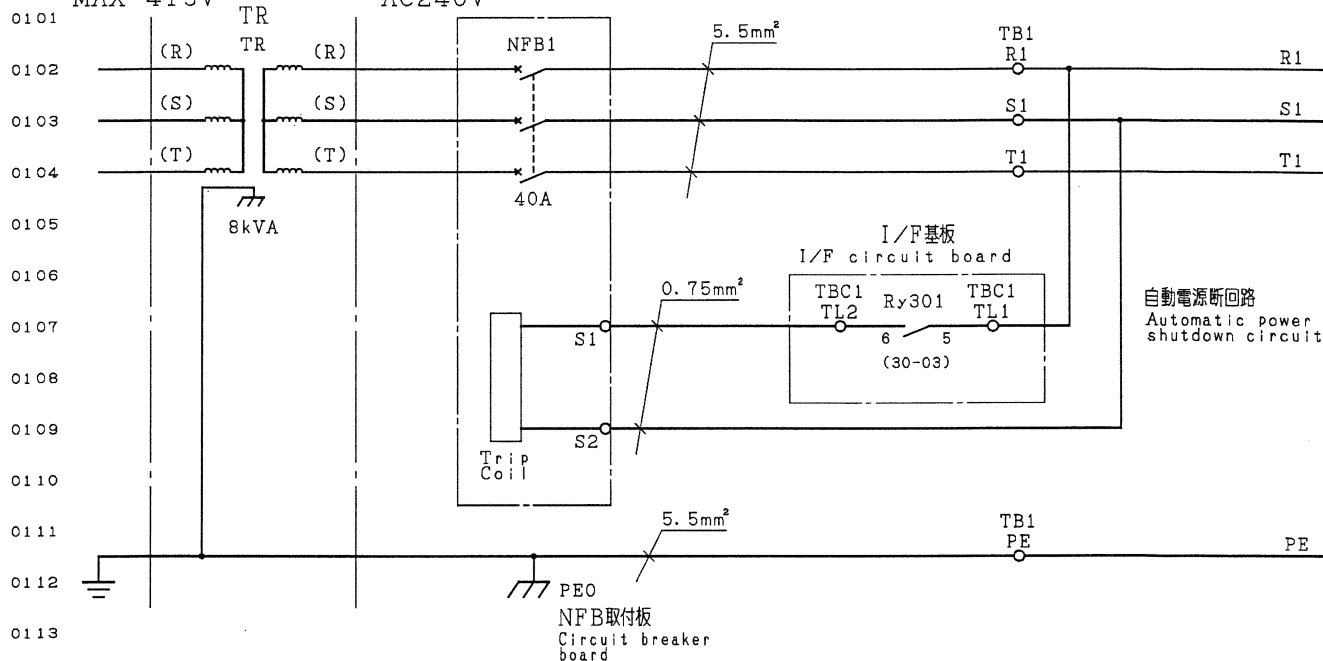 MAX 415V
AC240V
0101
TR
TR
NFB1
5.5mm²
TB1
R1
0102
(R)
(R)
R1
0103
(S)
(S)
S1
S1
0104
(T)
(T)
T1
T1
40A
0105
8kVA
I/F基板
I/F circuit board
0106
0.75mm²
TBC1
TL2
Ry301
TBC1
TL1
自動電源断回路
Automatic power
shutdown circuit
0107
S1
6
5
(30-03)
0108
0109
S2
Trip
Coil
0110
0111
5.5mm²
TB1
PE
PE
0112
PE0
NFB取付板
Circuit breaker
board
0113